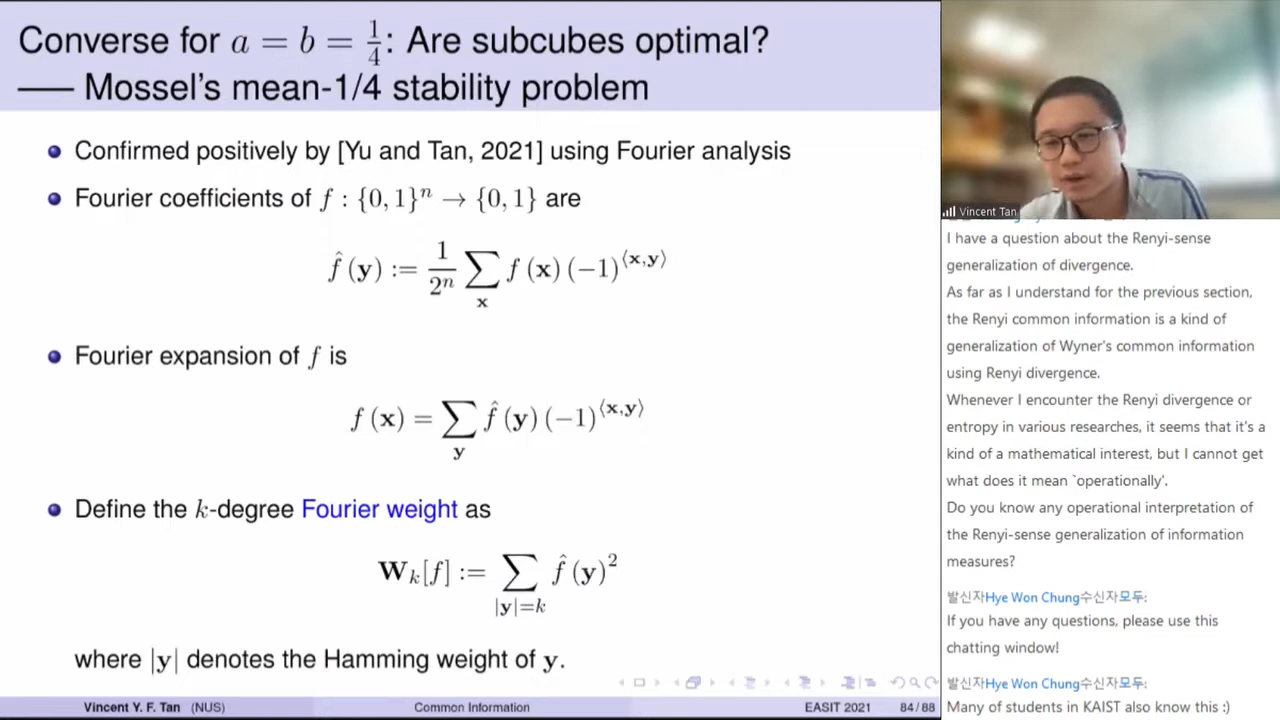 Converse for a = b = 1/4: Are subcubes optimal?
—— Mossel's mean-1/4 stability problem
Confirmed positively by [Yu and Tan, 2021] using Fourier analysis
Fourier coefficients of f : {0, 1}ⁿ → {0, 1} are
f̂ (y) := 1/2ⁿ ∑ₓ f (x) (−1)^⟨x,y⟩
Fourier expansion of f is
f (x) = ∑_y f̂ (y) (−1)^⟨x,y⟩
Define the k-degree Fourier weight as
W_k[f] := ∑_{|y|=k} f̂ (y)²
where |y| denotes the Hamming weight of y.
Vincent Y. F. Tan (NUS) Common Information EASIT 2021 84 / 88
Vincent Tan
I have a question about the Renyi-sense
generalization of divergence.
As far as I understand for the previous section,
the Renyi common information is a kind of
generalization of Wyner's common information
using Renyi divergence.
Whenever I encounter the Renyi divergence or
entropy in various researches, it seems that it's a
kind of a mathematical interest, but I cannot get
what does it mean `operationally'.
Do you know any operational interpretation of
the Renyi-sense generalization of information
measures?
발신자Hye Won Chung수신자모두:
If you have any questions, please use this
chatting window!
발신자Hye Won Chung수신자모두:
Many of students in KAIST also know this :)